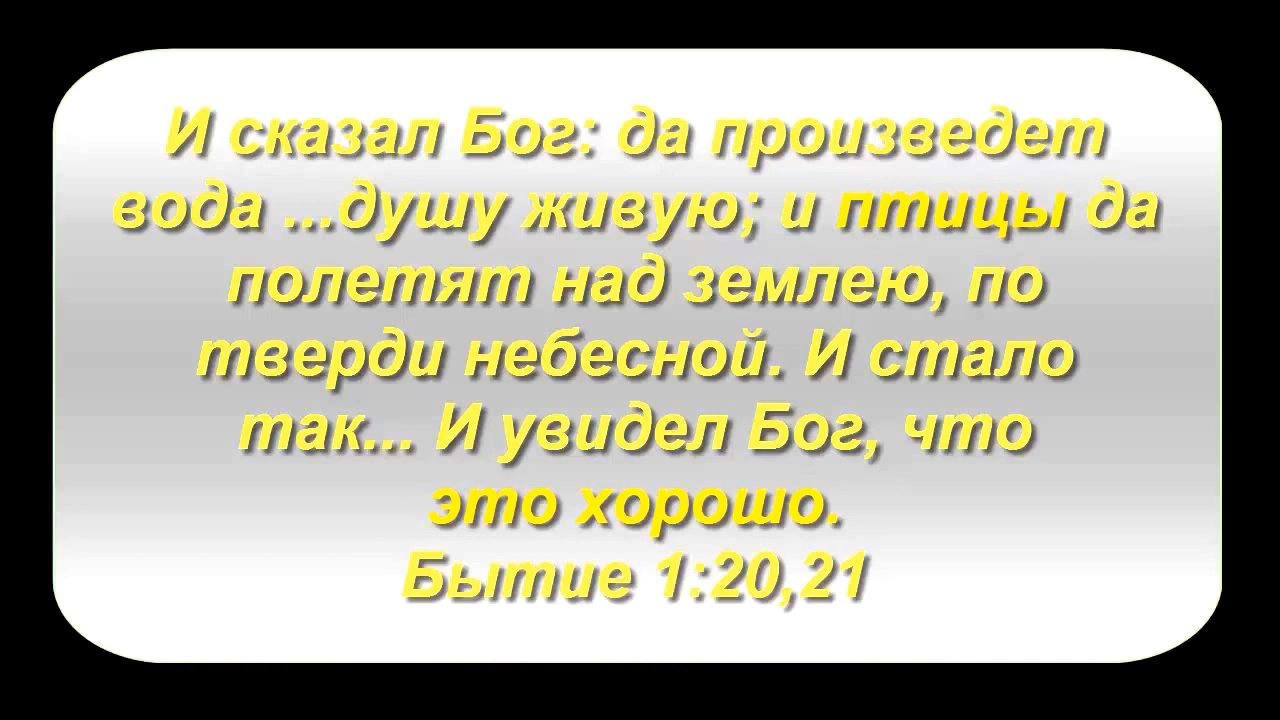 И сказал Бог: да произведет
вода ...душу живую; и птицы да
полетят над землею, по
тверди небесной. И стало
так... И увидел Бог, что
это хорошо.
Бытие 1:20,21